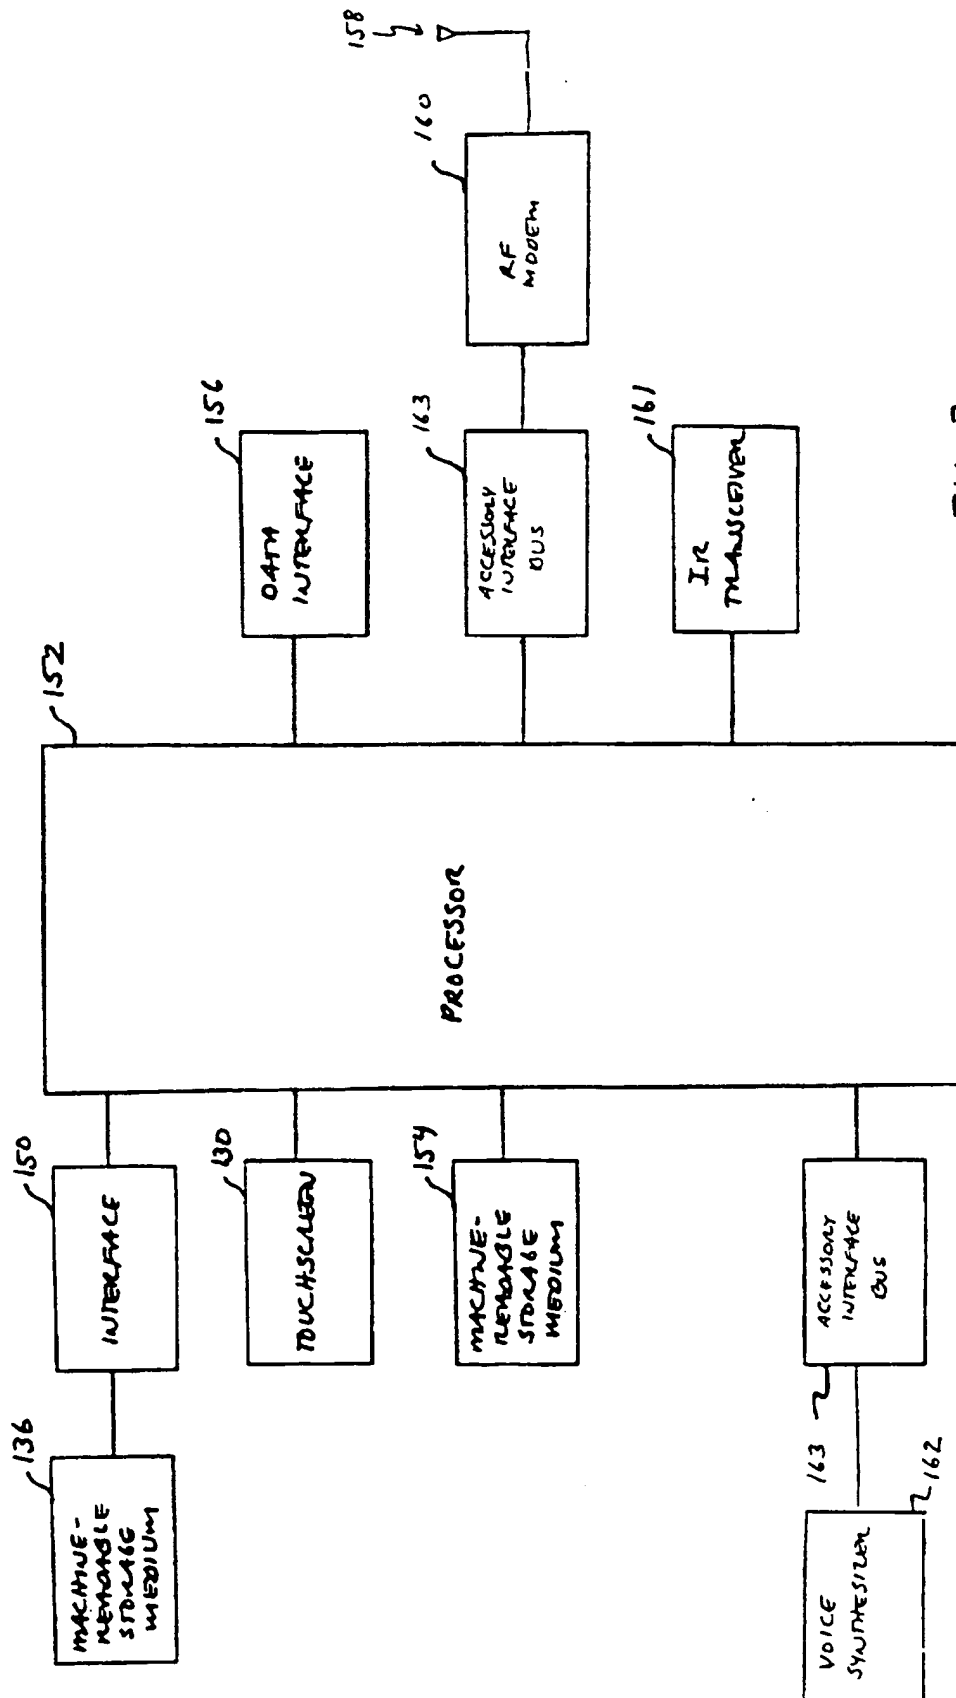 158
160
RF
MODEM
156
DATA
INTERFACE
163
ACCESSORY
INTERFACE
BUS
161
IR
TRANSCEIVER
152
PROCESSOR
150
INTERFACE
130
TOUCHSCREEN
154
MACHINE-
READABLE
STORAGE
MEDIUM
ACCESSORY
INTERFACE
BUS
163
136
MACHINE-
READABLE
STORAGE
MEDIUM
162
VOICE
SYNTHESIZER